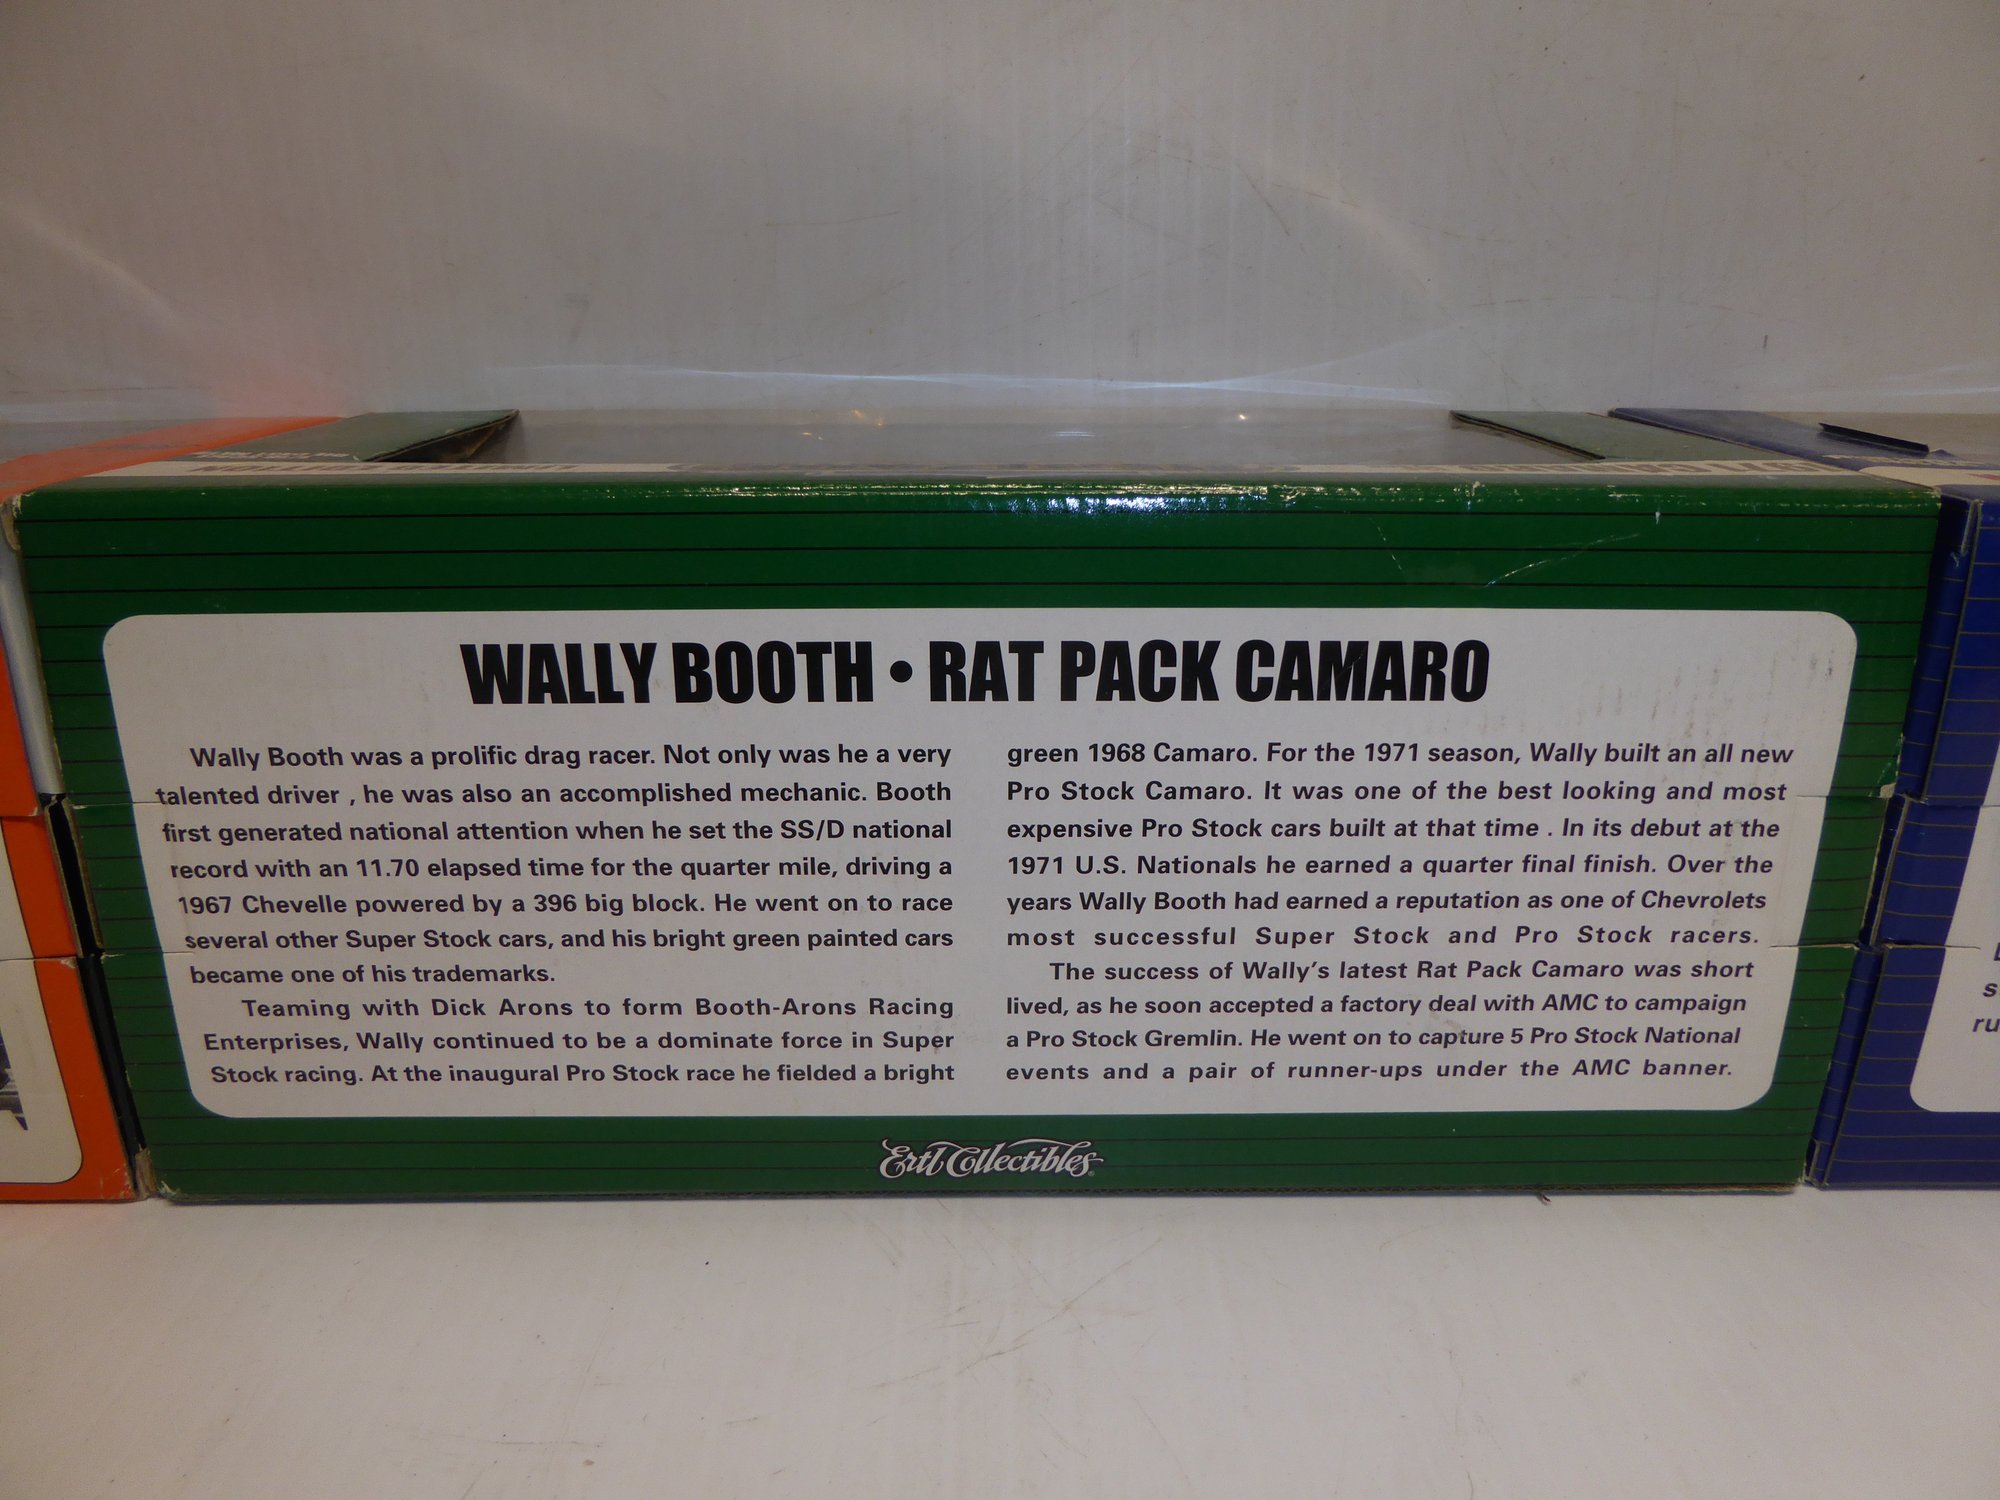 WALLY BOOTH • RAT PACK CAMARO
Wally Booth was a prolific drag racer. Not only was he a very
talented driver , he was also an accomplished mechanic. Booth
first generated national attention when he set the SS/D national
record with an 11.70 elapsed time for the quarter mile, driving a
1967 Chevelle powered by a 396 big block. He went on to race
several other Super Stock cars, and his bright green painted cars
became one of his trademarks.
Teaming with Dick Arons to form Booth-Arons Racing
Enterprises, Wally continued to be a dominate force in Super
Stock racing. At the inaugural Pro Stock race he fielded a bright
green 1968 Camaro. For the 1971 season, Wally built an all new
Pro Stock Camaro. It was one of the best looking and most
expensive Pro Stock cars built at that time . In its debut at the
1971 U.S. Nationals he earned a quarter final finish. Over the
years Wally Booth had earned a reputation as one of Chevrolets
most successful Super Stock and Pro Stock racers.
The success of Wally's latest Rat Pack Camaro was short
lived, as he soon accepted a factory deal with AMC to campaign
a Pro Stock Gremlin. He went on to capture 5 Pro Stock National
events and a pair of runner-ups under the AMC banner.
Ertl Collectibles